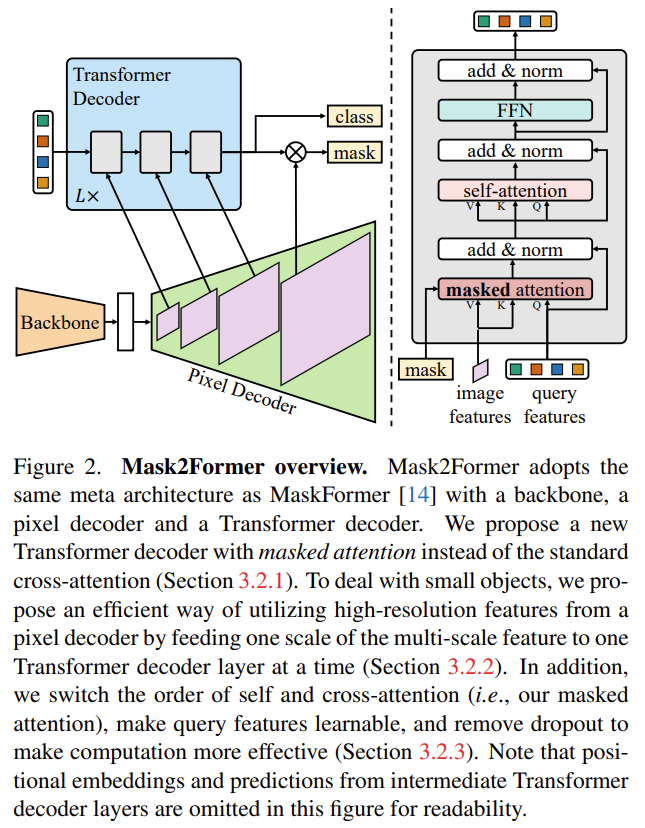 Transformer
Decoder
L×
class
mask
Backbone
Pixel Decoder
add & norm
FFN
add & norm
self-attention
V K Q
add & norm
masked attention
V K Q
mask
image
features
query
features
Figure 2. Mask2Former overview. Mask2Former adopts the
same meta architecture as MaskFormer [14] with a backbone, a
pixel decoder and a Transformer decoder. We propose a new
Transformer decoder with masked attention instead of the standard
cross-attention (Section 3.2.1). To deal with small objects, we pro-
pose an efficient way of utilizing high-resolution features from a
pixel decoder by feeding one scale of the multi-scale feature to one
Transformer decoder layer at a time (Section 3.2.2). In addition,
we switch the order of self and cross-attention (i.e., our masked
attention), make query features learnable, and remove dropout to
make computation more effective (Section 3.2.3). Note that posi-
tional embeddings and predictions from intermediate Transformer
decoder layers are omitted in this figure for readability.